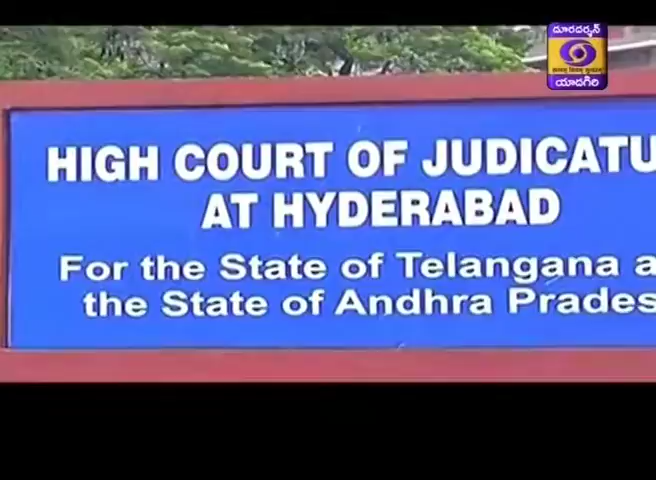 దూరదర్శన్
యాదగిరి
HIGH COURT OF JUDICATU
AT HYDERABAD
For the State of Telangana a
the State of Andhra Prades